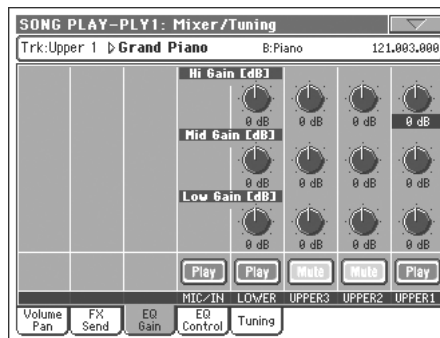 SONG PLAY-PLY1: Mixer/Tuning
Trk:Upper 1 Grand Piano B:Piano 121.003.000
Hi Gain [dB]
0 dB 0 dB 0 dB 0 dB
Mid Gain [dB]
0 dB 0 dB 0 dB 0 dB
Low Gain [dB]
0 dB 0 dB 0 dB 0 dB
Play Play Mute Mute Play
MIC/IN LOWER UPPER3 UPPER2 UPPER1
Volume Pan FX Send EQ Gain EQ Control Tuning